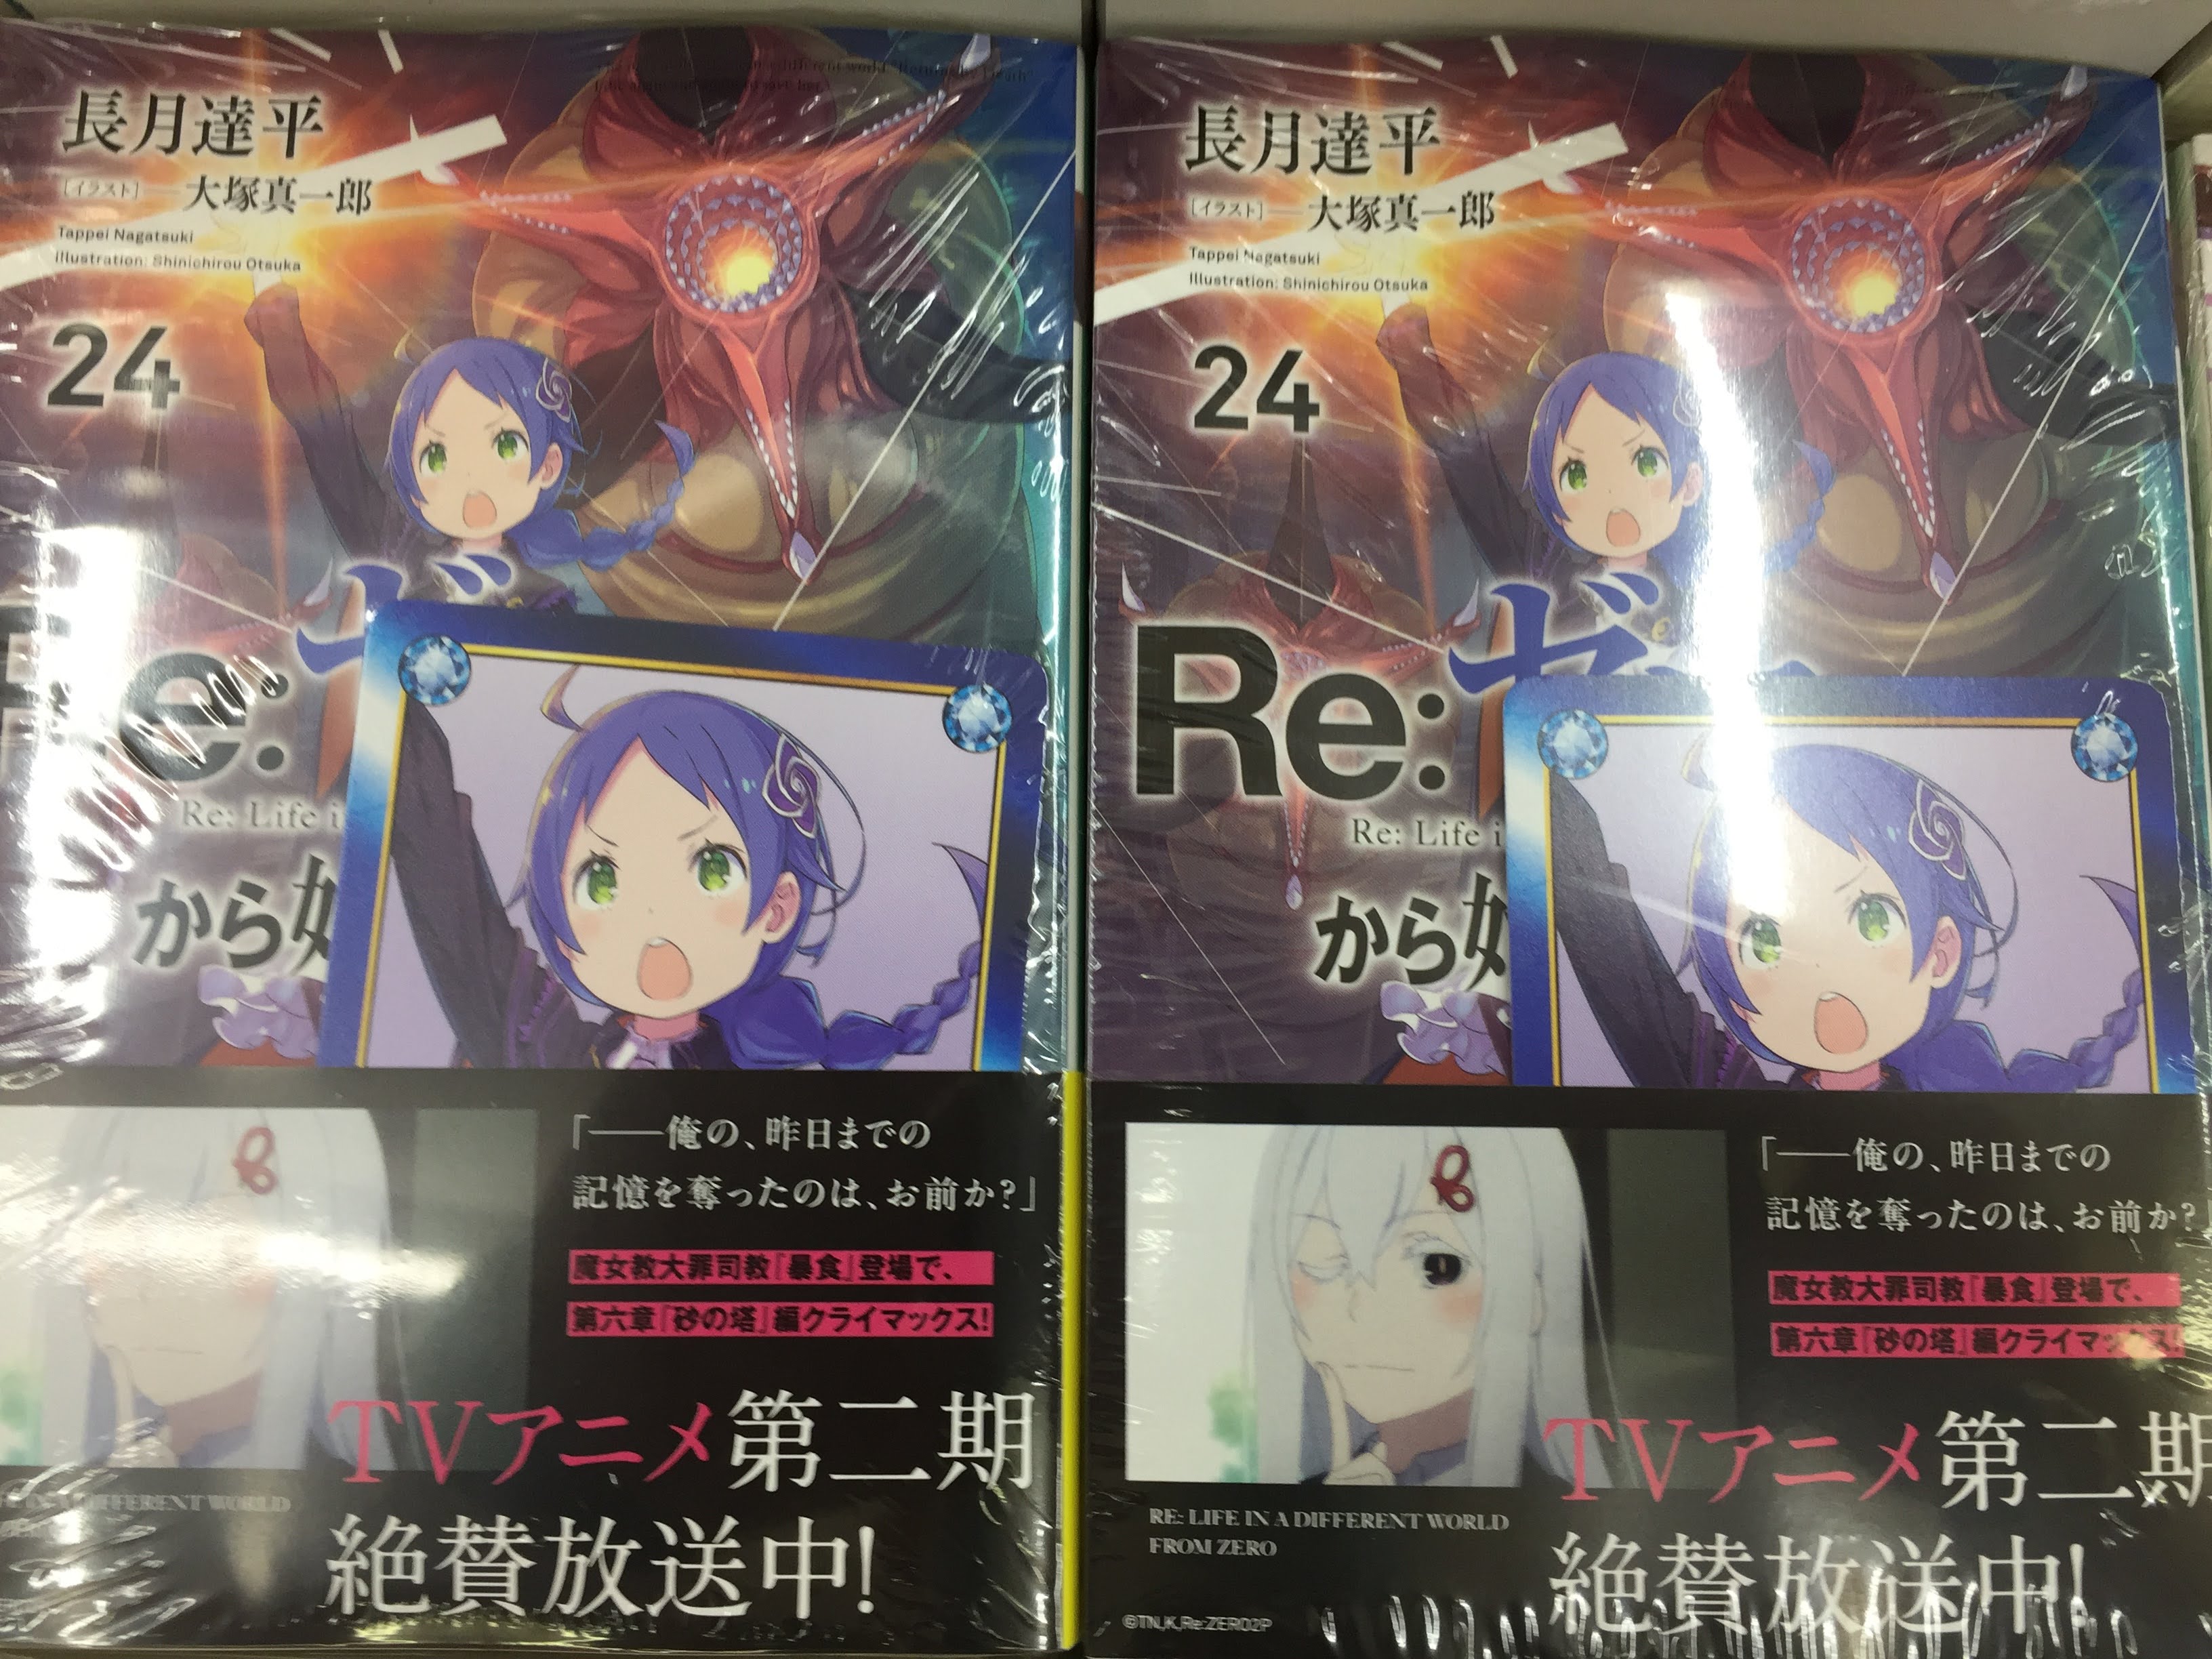 長月達平
[イラスト]——大塚真一郎
Tappei Nagatsuki
Illustration: Shinichirou Otsuka
24
Re:ゼ
Re: Life i
から
「——俺の、昨日までの
記憶を奪ったのは、お前か?」
魔女教大罪司教『暴食』登場で、
第六章『砂の塔』編クライマックス!
TVアニメ第二期
絶賛放送中!
IN A DIFFERENT WORLD
長月達平
[イラスト]——大塚真一郎
Tappei Nagatsuki
Illustration: Shinichirou Otsuka
24
Re:ゼ
Re: Life i
から
「——俺の、昨日までの
記憶を奪ったのは、お前か?
魔女教大罪司教『暴食』登場で、
第六章『砂の塔』編クライマックス!
TVアニメ第二期
絶賛放送中!
RE: LIFE IN A DIFFERENT WORLD
FROM ZERO
©TN,K,Re:ZERO2P